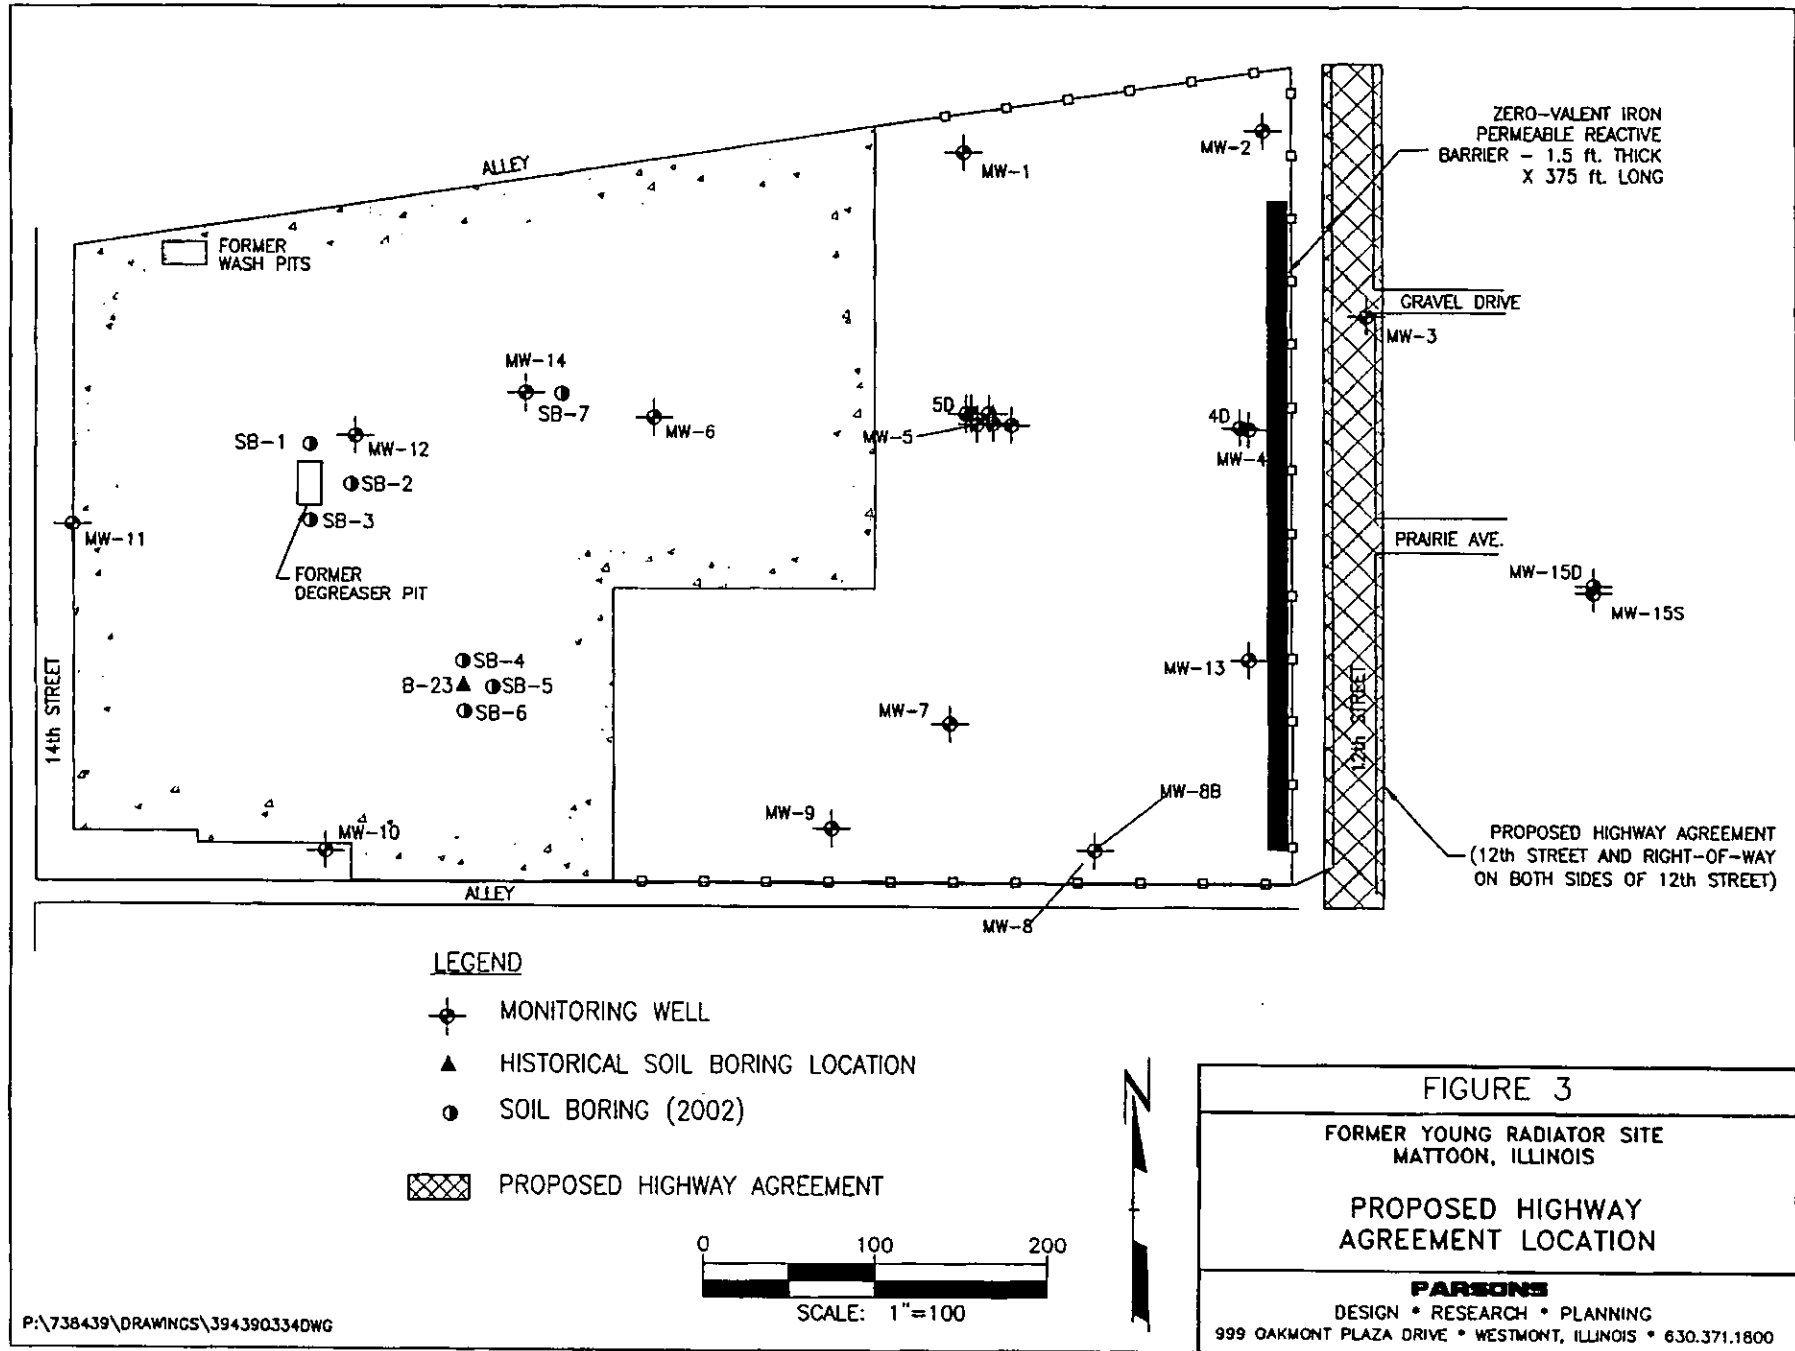 ALLEY
FORMER
WASH PITS
MW-1
MW-2
ZERO-VALENT IRON
PERMEABLE REACTIVE
BARRIER - 1.5 ft. THICK
X 375 ft. LONG
GRAVEL DRIVE
MW-3
MW-14
SB-7
MW-6
5D
MW-5
4D
MW-4
SB-1
MW-12
SB-2
SB-3
MW-11
FORMER
DEGREASER PIT
PRAIRIE AVE.
MW-15D
MW-15S
SB-4
B-23
SB-5
SB-6
MW-13
MW-7
14th STREET
12th STREET
MW-8B
MW-9
MW-10
PROPOSED HIGHWAY AGREEMENT
(12th STREET AND RIGHT-OF-WAY
ON BOTH SIDES OF 12th STREET)
ALLEY
MW-8
LEGEND
MONITORING WELL
HISTORICAL SOIL BORING LOCATION
SOIL BORING (2002)
PROPOSED HIGHWAY AGREEMENT
N
0 100 200
SCALE: 1"=100
FIGURE 3
FORMER YOUNG RADIATOR SITE
MATTOON, ILLINOIS
PROPOSED HIGHWAY
AGREEMENT LOCATION
PARSONS
DESIGN * RESEARCH * PLANNING
999 OAKMONT PLAZA DRIVE * WESTMONT, ILLINOIS * 630.371.1800
P:\738439\DRAWINGS\394390334DWG